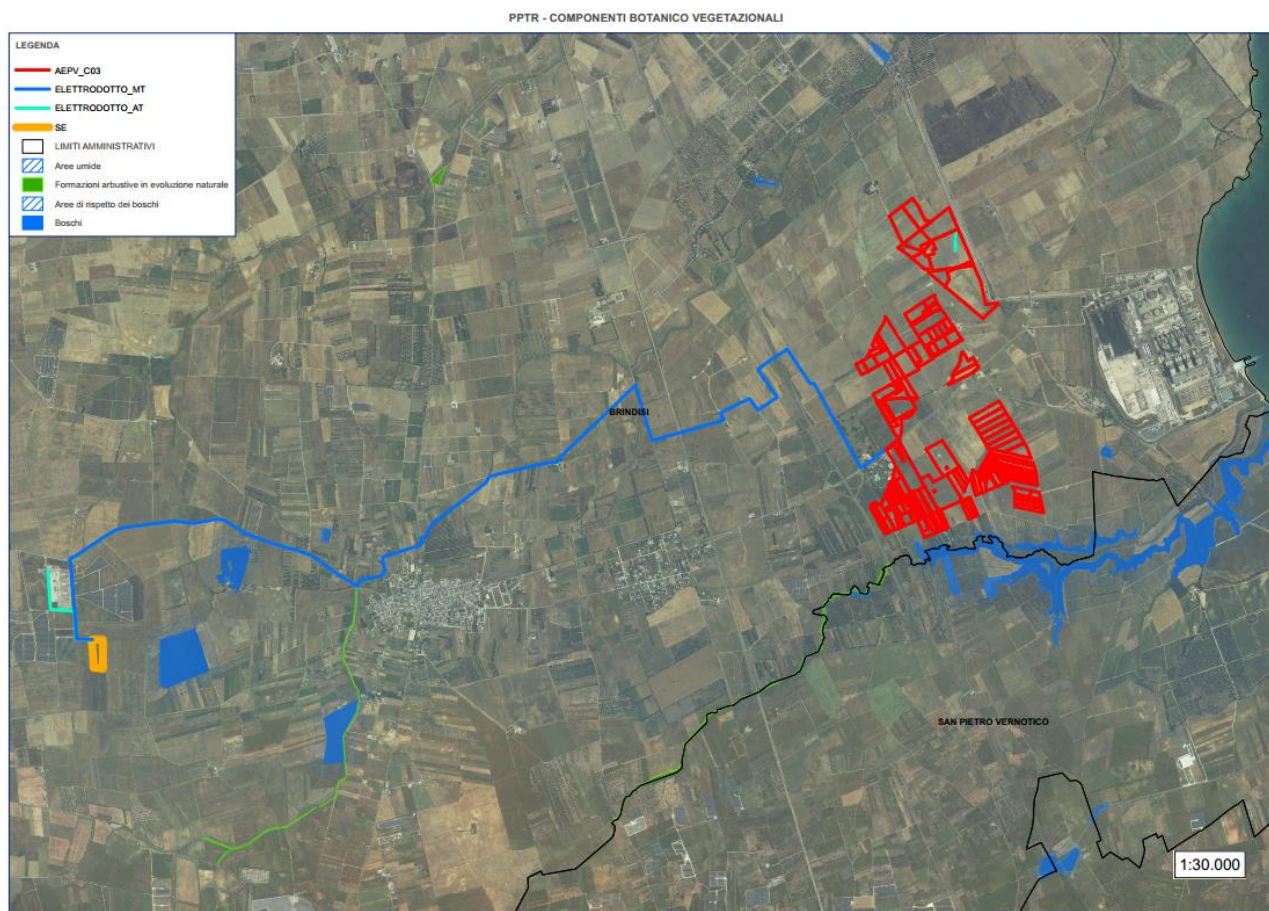 PPTR - COMPONENTI BOTANICO VEGETAZIONALI
LEGENDA
AEPV_C03
ELETTRODOTTO_MT
ELETTRODOTTO_AT
SE
LIMITI AMMINISTRATIVI
Aree umide
Formazioni arbustive in evoluzione naturale
Aree di rispetto dei boschi
Boschi
BRINDISI
SAN PIETRO VERNOTICO
1:30.000